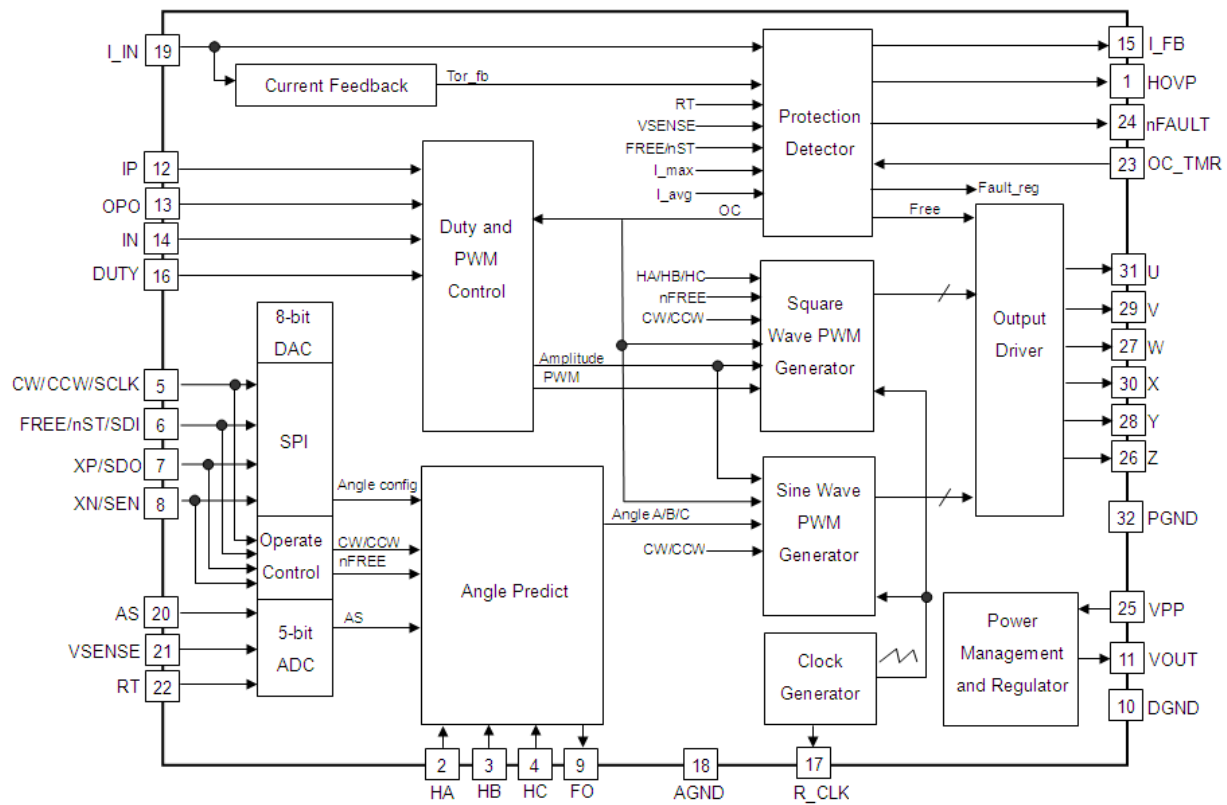 I_IN
19
Current Feedback
Tor_fb
RT
VSENSE
FREE/nST
I_max
I_avg
OC
Protection
Detector
15
I_FB
1
HOVP
24
nFAULT
23
OC_TMR
Fault_reg
Free
IP
12
OPO
13
IN
14
DUTY
16
Duty and
PWM
Control
Amplitude
PWM
HA/HB/HC
nFREE
CW/CCW
Square
Wave PWM
Generator
Output
Driver
31
U
29
V
27
W
30
X
28
Y
26
Z
32
PGND
8-bit
DAC
CW/CCW/SCLK
5
FREE/nST/SDI
6
XP/SDO
7
XN/SEN
8
SPI
Angle config
Operate
Control
CW/CCW
nFREE
AS
20
VSENSE
21
RT
22
5-bit
ADC
AS
Angle Predict
Angle A/B/C
CW/CCW
Sine Wave
PWM
Generator
Clock
Generator
Power
Management
and Regulator
25
VPP
11
VOUT
10
DGND
2
HA
3
HB
4
HC
9
FO
18
AGND
17
R_CLK